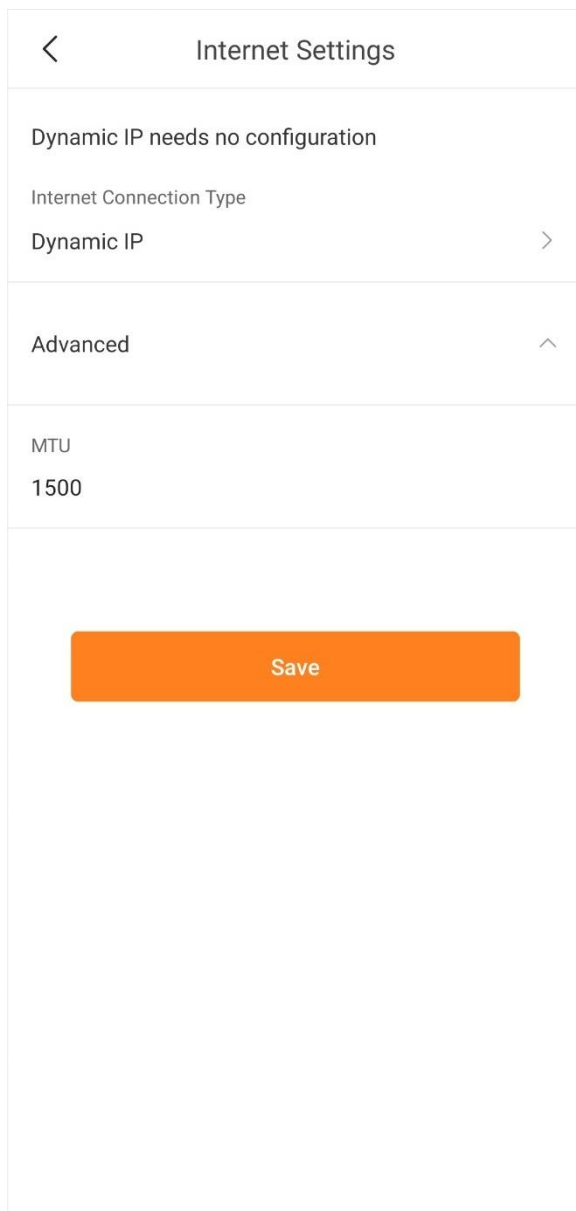 Internet Settings
Dynamic IP needs no configuration
Internet Connection Type
Dynamic IP
Advanced
MTU
1500
Save